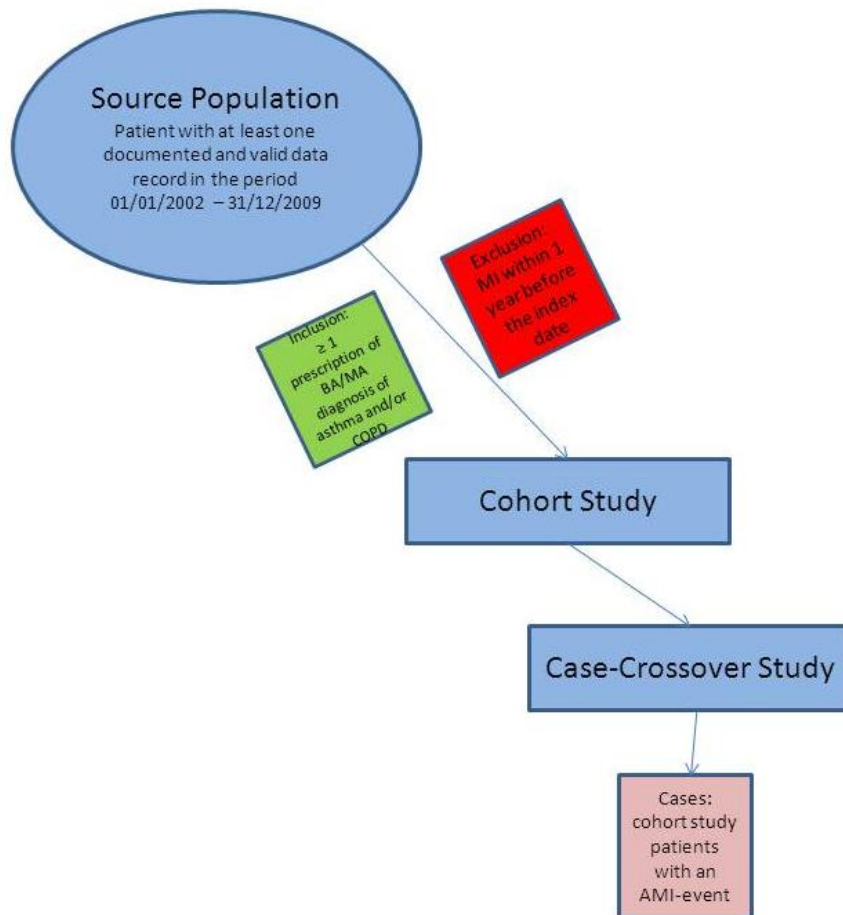 Source Population
Patient with at least one
documented and valid data
record in the period
01/01/2002 – 31/12/2009
Exclusion:
MI within 1
year before
the index
date
Inclusion:
≥ 1
prescription of
BA/MA
diagnosis of
asthma and/or
COPD
Cohort Study
Case-Crossover Study
Cases:
cohort study
patients
with an
AMI-event